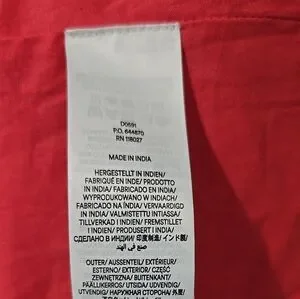 D0591
P.O. 644870
RN 118027
MADE IN INDIA
HERGESTELLT IN INDIEN/
FABRIQUÉ EN INDE/ PRODOTTO
IN INDIA/ FABRICADO EN INDIA/
WYPRODUKOWANO W INDIACH/
FABRICADO NA ÍNDIA/ VERVAARDIGD
IN INDIA/ VALMISTETTU INTIASSA/
TILLVERKAD I INDIEN/ FREMSTILLET
I INDIEN/ PRODUSERT I INDIA/
СДЕЛАНО В ИНДИИ/ 印度制造/ インド製/
صنع في الهند
OUTER/ AUSSENTEIL/ EXTÉRIEUR/
ESTERNO/ EXTERIOR/ CZĘŚĆ
ZEWNĘTRZNA/ BUITENKANT/
PÄÄLLIKERROS/ UTSIDA/ UDVENDIG/
UTVENDIG/ НАРУЖНАЯ СТОРОНА/ 外层/